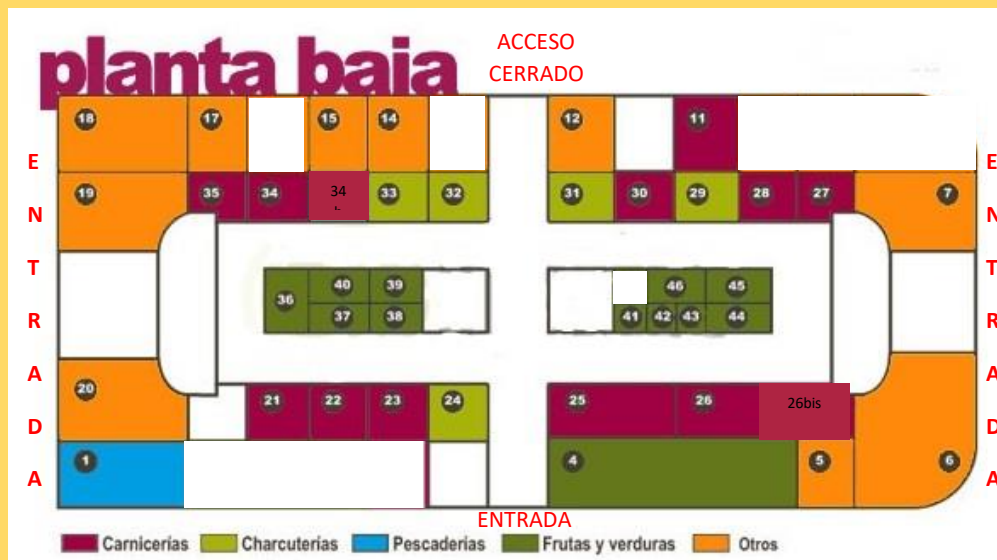 planta baja
ACCESO
CERRADO
18 17 15 14 12 11
ENTRADA
ENTRADA
19 35 34 34 33 32 31 30 29 28 27 7
36 40 39 46 45
37 38 41 42 43 44
20 21 22 23 24 25 26 26bis
1 4 5 6
ENTRADA
Carnicerías Charcuterías Pescaderías Frutas y verduras Otros